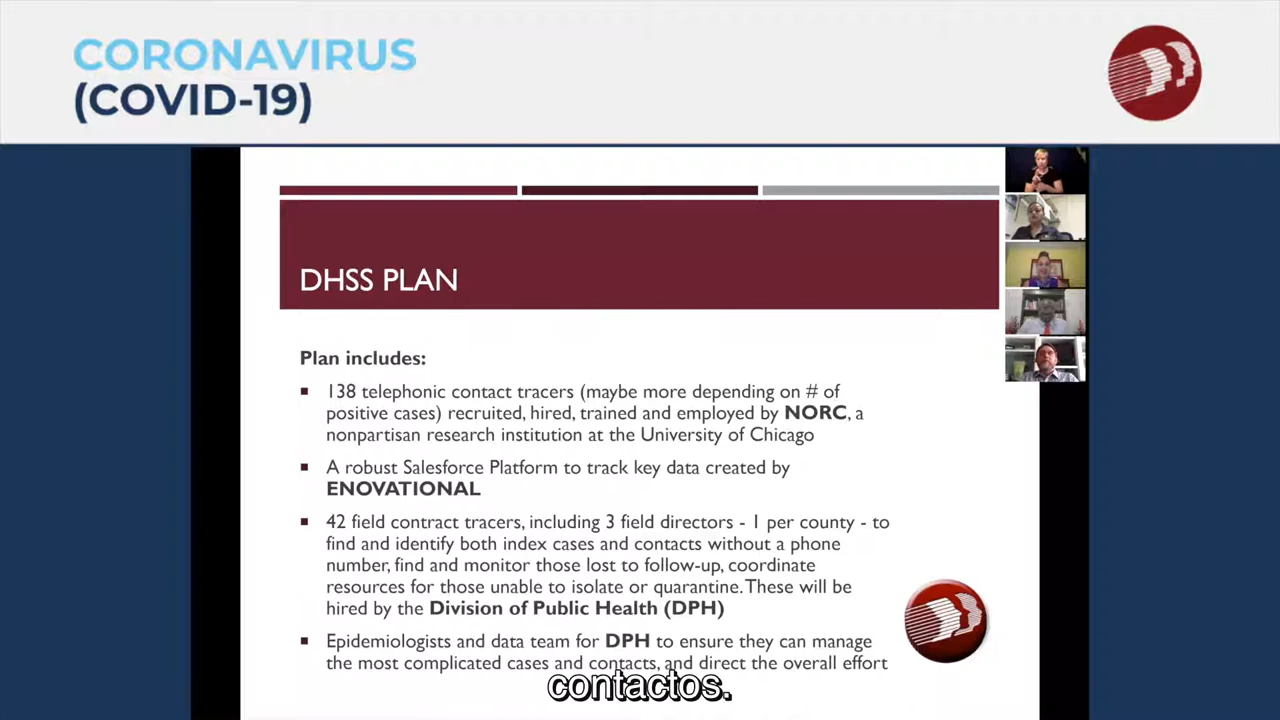 CORONAVIRUS
(COVID-19)
DHSS PLAN
Plan includes:
138 telephonic contact tracers (maybe more depending on # of
positive cases) recruited, hired, trained and employed by NORC, a
nonpartisan research institution at the University of Chicago
A robust Salesforce Platform to track key data created by
ENOVATIONAL
42 field contract tracers, including 3 field directors - 1 per county - to
find and identify both index cases and contacts without a phone
number, find and monitor those lost to follow-up, coordinate
resources for those unable to isolate or quarantine. These will be
hired by the Division of Public Health (DPH)
Epidemiologists and data team for DPH to ensure they can manage
the most complicated cases and contacts, and direct the overall effort
contactos.